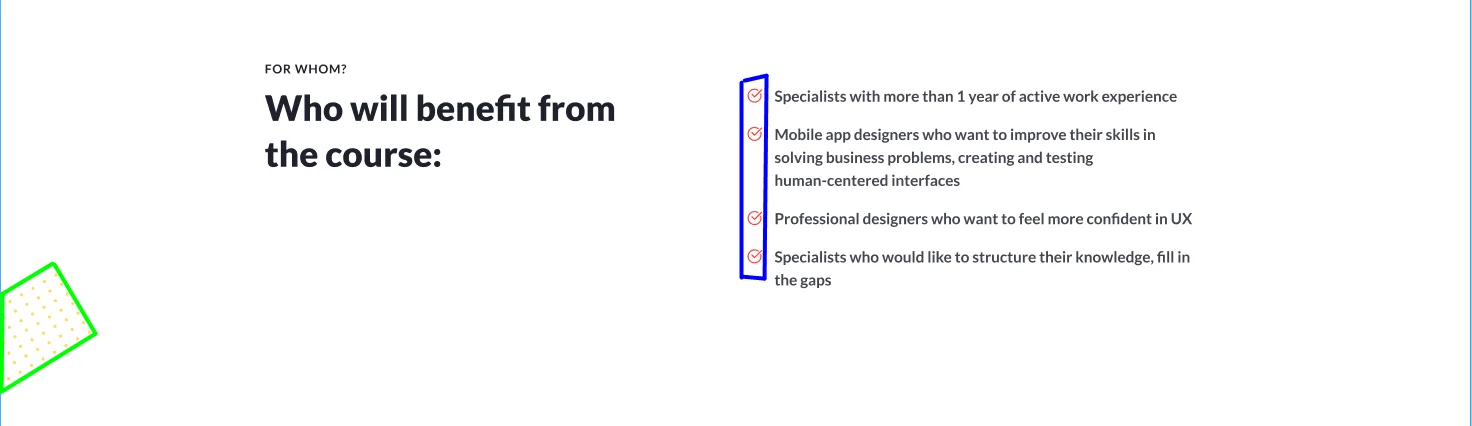 FOR WHOM?
Who will benefit from
the course:
Specialists with more than 1 year of active work experience
Mobile app designers who want to improve their skills in
solving business problems, creating and testing
human-centered interfaces
Professional designers who want to feel more confident in UX
Specialists who would like to structure their knowledge, fill in
the gaps